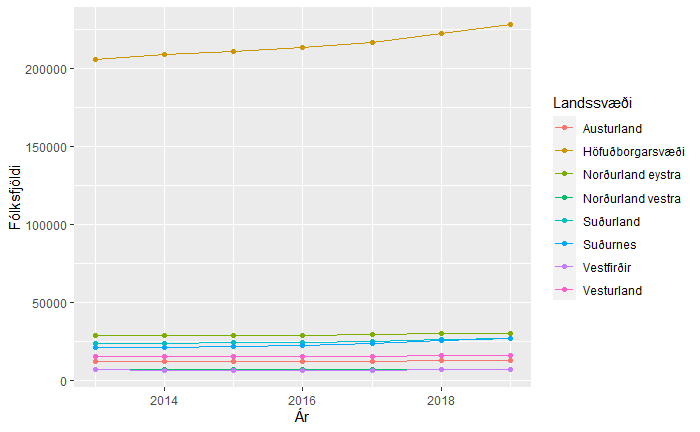 200000
150000
100000
50000
0
Fólksfjöldi
2014
2016
2018
Ár
Landssvæði
Austurland
Höfuðborgarsvæði
Norðurland eystra
Norðurland vestra
Suðurland
Suðurnes
Vestfirðir
Vesturland